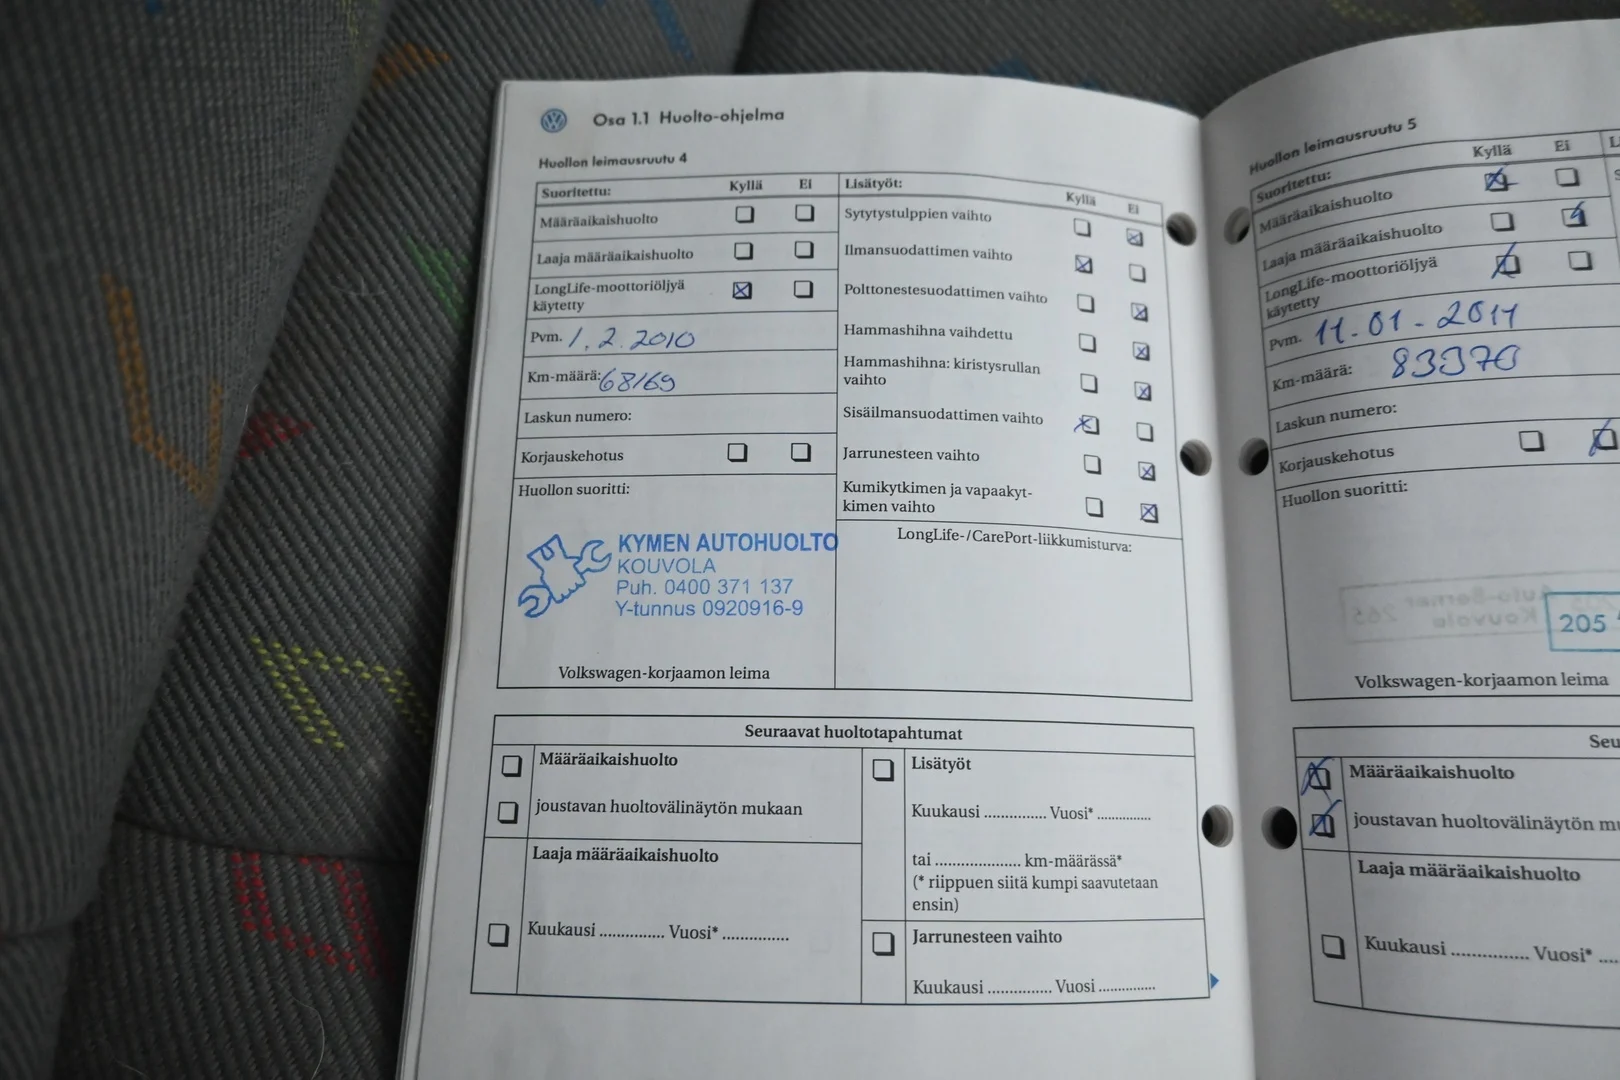 Osa 1.1 Huolto-ohjelma
Huollon leimausruutu 4
Suoritettu: Kyllä Ei
Määräaikaishuolto
Laaja määräaikaishuolto
LongLife-moottoriöljyä
käytetty
Pvm. 1.2.2010
Km-määrä: 68169
Laskun numero:
Korjauskehotus
Huollon suoritti:
KYMEN AUTOHUOLTO
KOUVOLA
Puh. 0400 371 137
Y-tunnus 0920916-9
Volkswagen-korjaamon leima
Lisätyöt: Kyllä Ei
Sytytystulppien vaihto
Ilmansuodattimen vaihto
Polttonestesuodattimen vaihto
Hammashihna vaihdettu
Hammashihna: kiristysrullan
vaihto
Sisäilmansuodattimen vaihto
Jarrunesteen vaihto
Kumikytkimen ja vapaakyt-
kimen vaihto
LongLife-/CarePort-liikkumisturva:
Seuraavat huoltotapahtumat
Määräaikaishuolto
joustavan huoltovälinäytön mukaan
Laaja määräaikaishuolto
Kuukausi ............... Vuosi* ...............
Lisätyöt
Kuukausi ............... Vuosi* ...............
tai .................... km-määrässä*
(* riippuen siitä kumpi saavutetaan
ensin)
Jarrunesteen vaihto
Kuukausi ............... Vuosi ...............
Huollon leimausruutu 5
Suoritettu: Kyllä Ei
Määräaikaishuolto
Laaja määräaikaishuolto
LongLife-moottoriöljyä
käytetty
Pvm. 11.01-2011
Km-määrä: 83370
Laskun numero:
Korjauskehotus
Huollon suoritti:
205
Volkswagen-korjaamon leima
Määräaikaishuolto
joustavan huoltovälinäytön
Laaja määräaikaishuolto
Kuukausi ............... Vuosi* ....